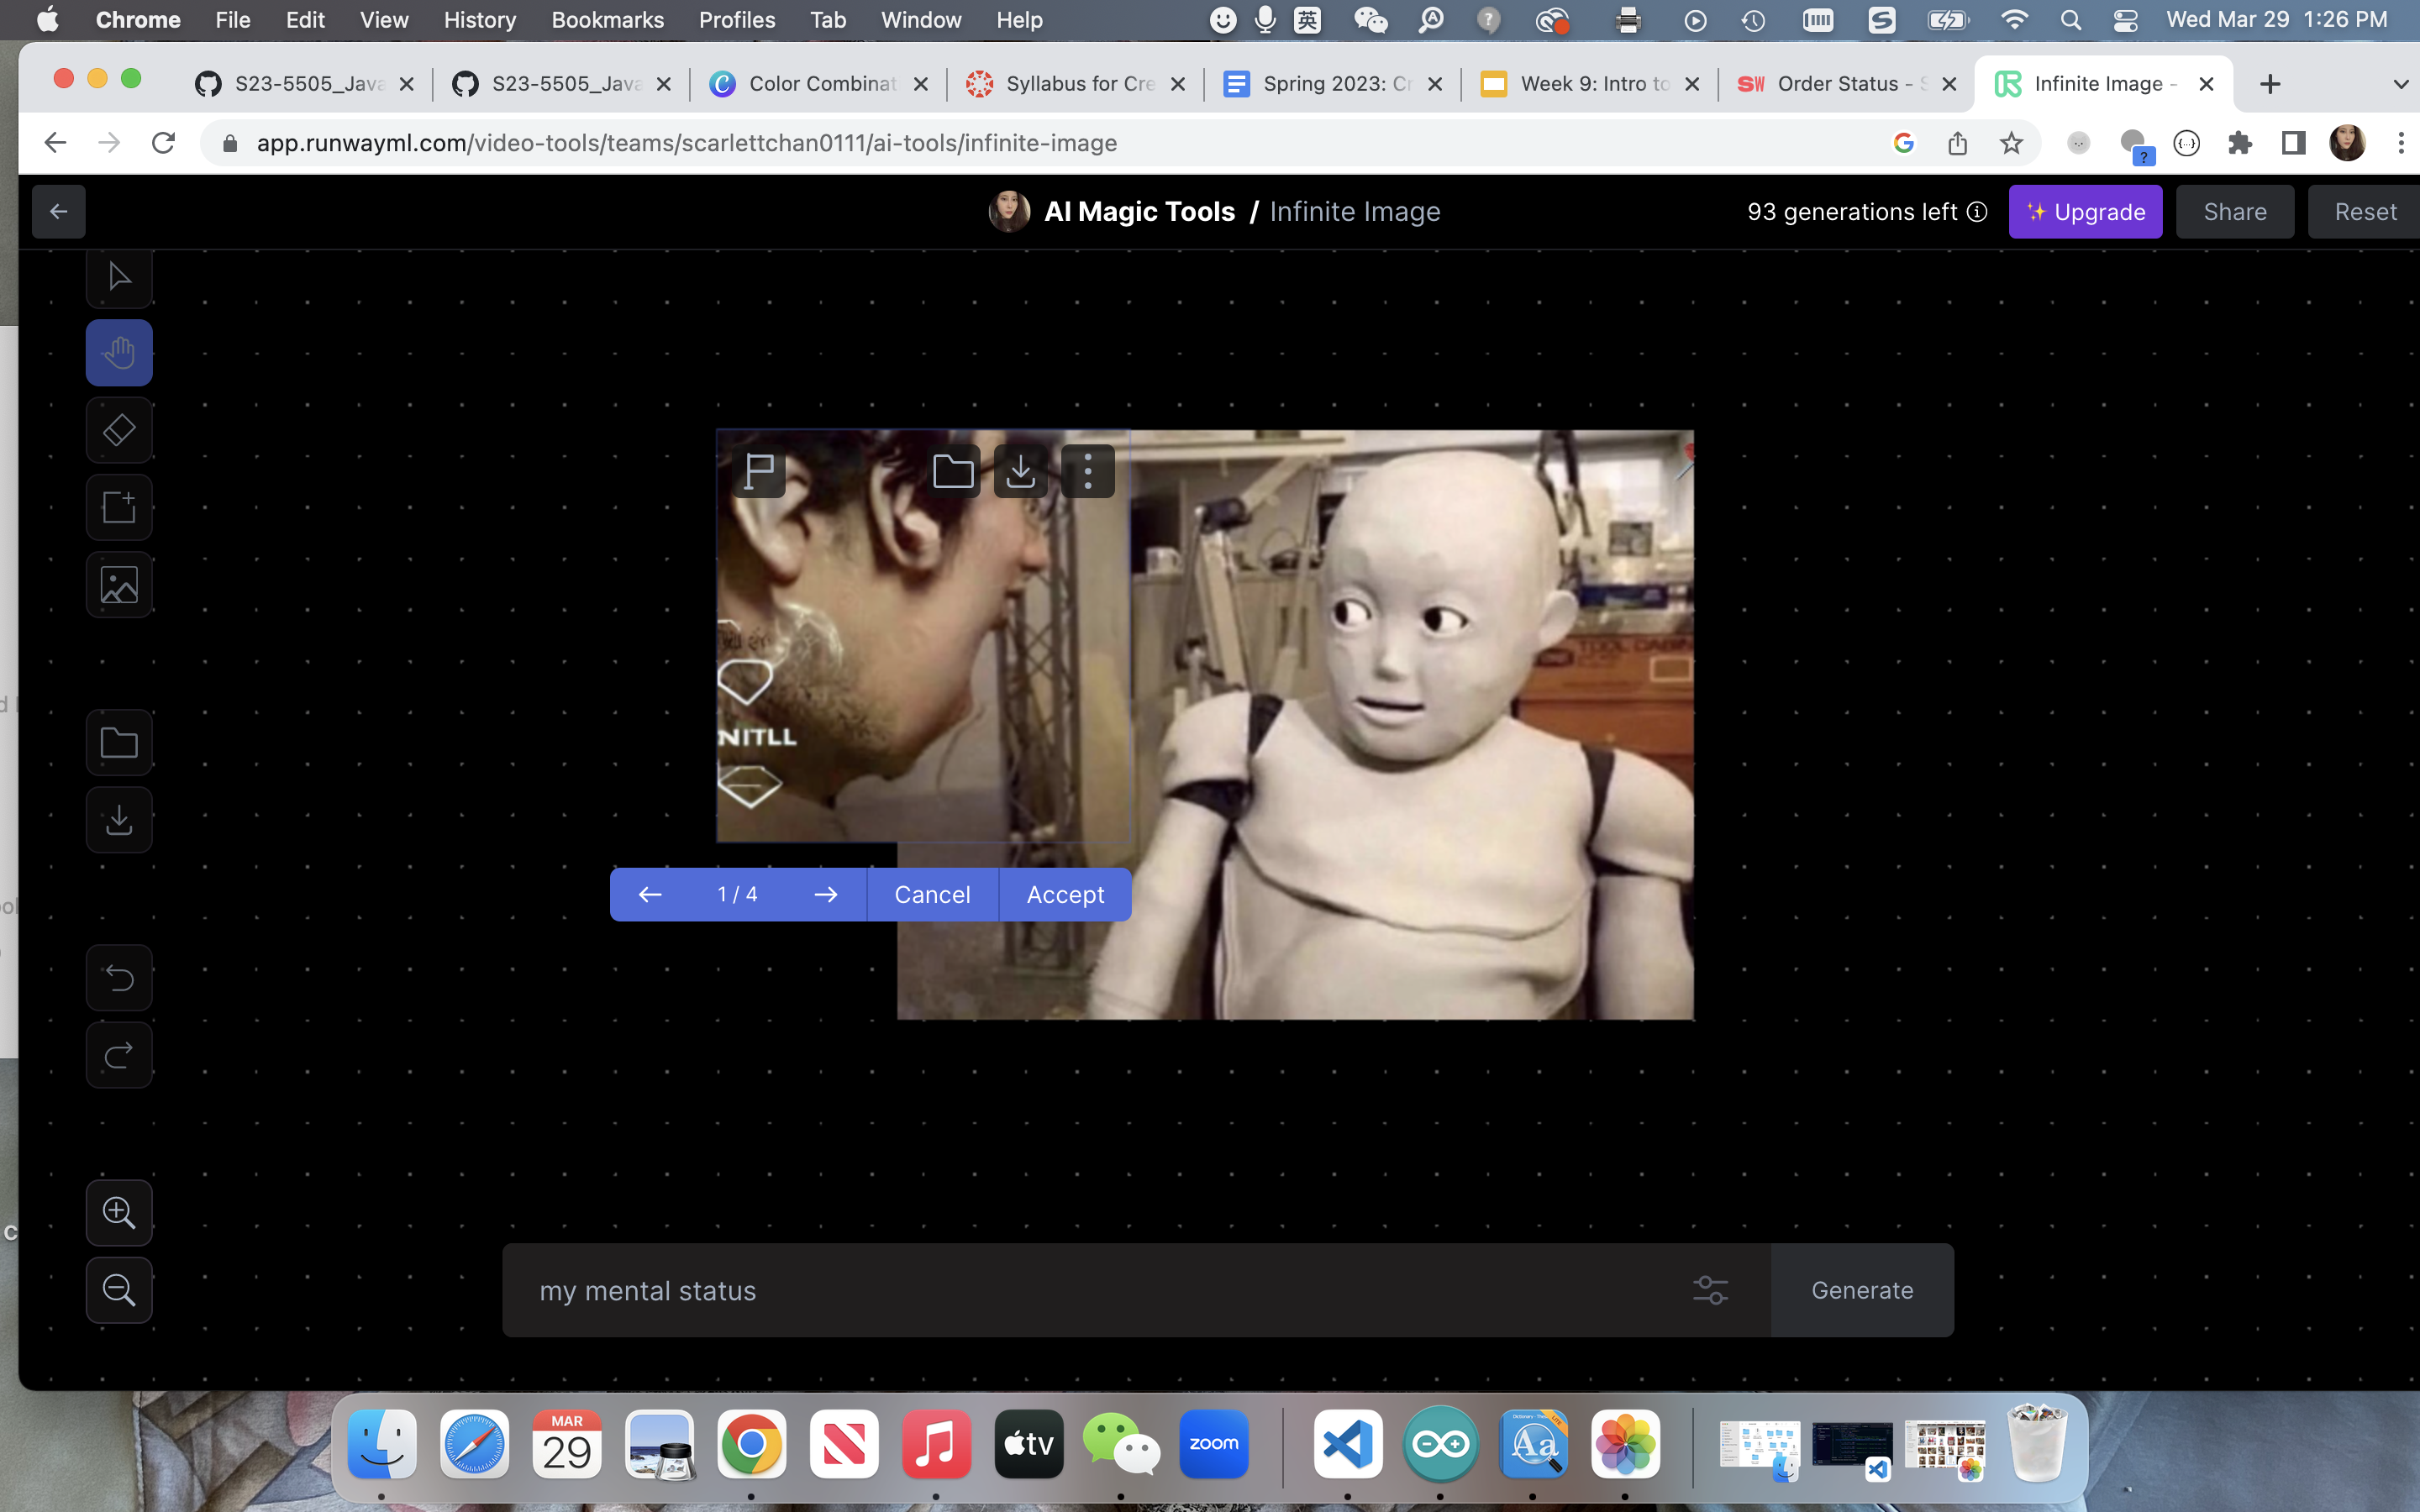 Chrome File Edit View History Bookmarks Profiles Tab Window Help
英
Wed Mar 29 1:26 PM
S23-5505_Java
S23-5505_Java
Color Combinat
Syllabus for Cre
Spring 2023: Cr
Week 9: Intro to
SW Order Status - S
Infinite Image -
app.runwayml.com/video-tools/teams/scarlettchan0111/ai-tools/infinite-image
AI Magic Tools / Infinite Image
93 generations left
Upgrade
Share
Reset
NITLL
1 / 4
Cancel
Accept
my mental status
Generate
MAR
29
tv
zoom
Aa